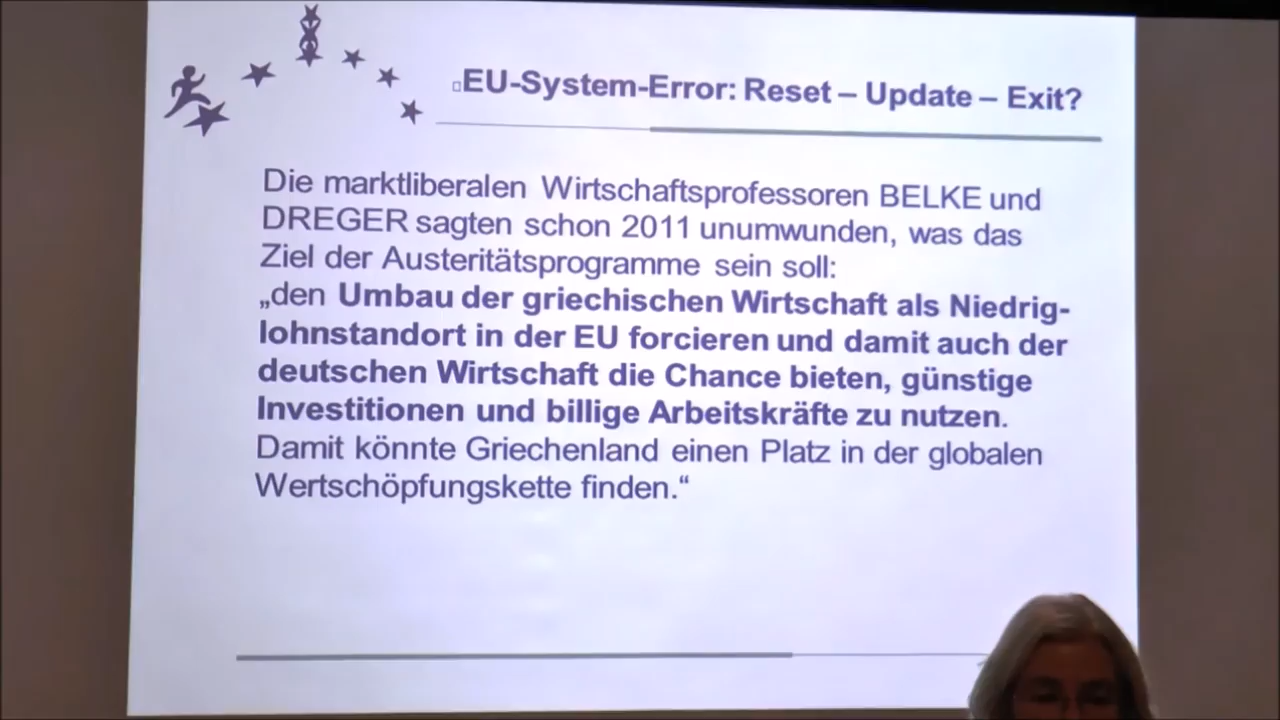 EU-System-Error: Reset – Update – Exit?
Die marktliberalen Wirtschaftsprofessoren BELKE und
DREGER sagten schon 2011 unumwunden, was das
Ziel der Austeritätsprogramme sein soll:
„den Umbau der griechischen Wirtschaft als Niedrig-
lohnstandort in der EU forcieren und damit auch der
deutschen Wirtschaft die Chance bieten, günstige
Investitionen und billige Arbeitskräfte zu nutzen.
Damit könnte Griechenland einen Platz in der globalen
Wertschöpfungskette finden.“